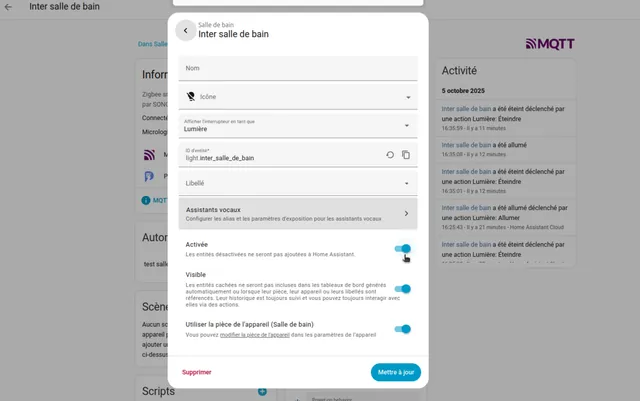 Inter salle de bain
Salle de bain
Inter salle de bain
Nom
Icône
Afficher l'interrupteur en tant que
Lumière
ID d'entité*
light.inter_salle_de_bain
Libellé
Assistants vocaux
Configurer les alias et les paramètres d'exposition pour les assistants vocaux
Activée
Les entités désactivées ne seront pas ajoutées à Home Assistant.
Visible
Les entités cachées ne seront pas incluses dans les tableaux de bord générés
automatiquement ou lorsque leur pièce, leur appareil ou leurs libellés sont
référencés. Leur historique est toujours suivi et vous pouvez toujours interagir avec
elles via des actions.
Utiliser la pièce de l'appareil (Salle de bain)
Vous pouvez modifier la pièce de l'appareil dans les paramètres de l'appareil
Supprimer
Mettre à jour
Dans Salle
Inform
Zigbee sm
par SONO
Connecté
Microlog
M
P
MQTT
Autor
test salle
Scène
Aucun sc
appareil p
ajouter u
ci-dessus
Scripts
MQTT
Activité
5 octobre 2025
Inter salle de bain a été éteint déclenché par
une action Lumière: Éteindre
16:35:59 - il y a 11 minutes
Inter salle de bain a été allumé
16:35:08 - il y a 12 minutes
Inter salle de bain a été éteint déclenché par
une action Lumière: Éteindre
16:35:01 - il y a 12 minutes
Inter salle de bain a été allumé déclenché par
une action Lumière: Allumer
16:25:43 - il y a 21 minutes - Home Assistant Cloud
Inter salle de bain a été éteint déclenché par
une action Lumière: Éteindre